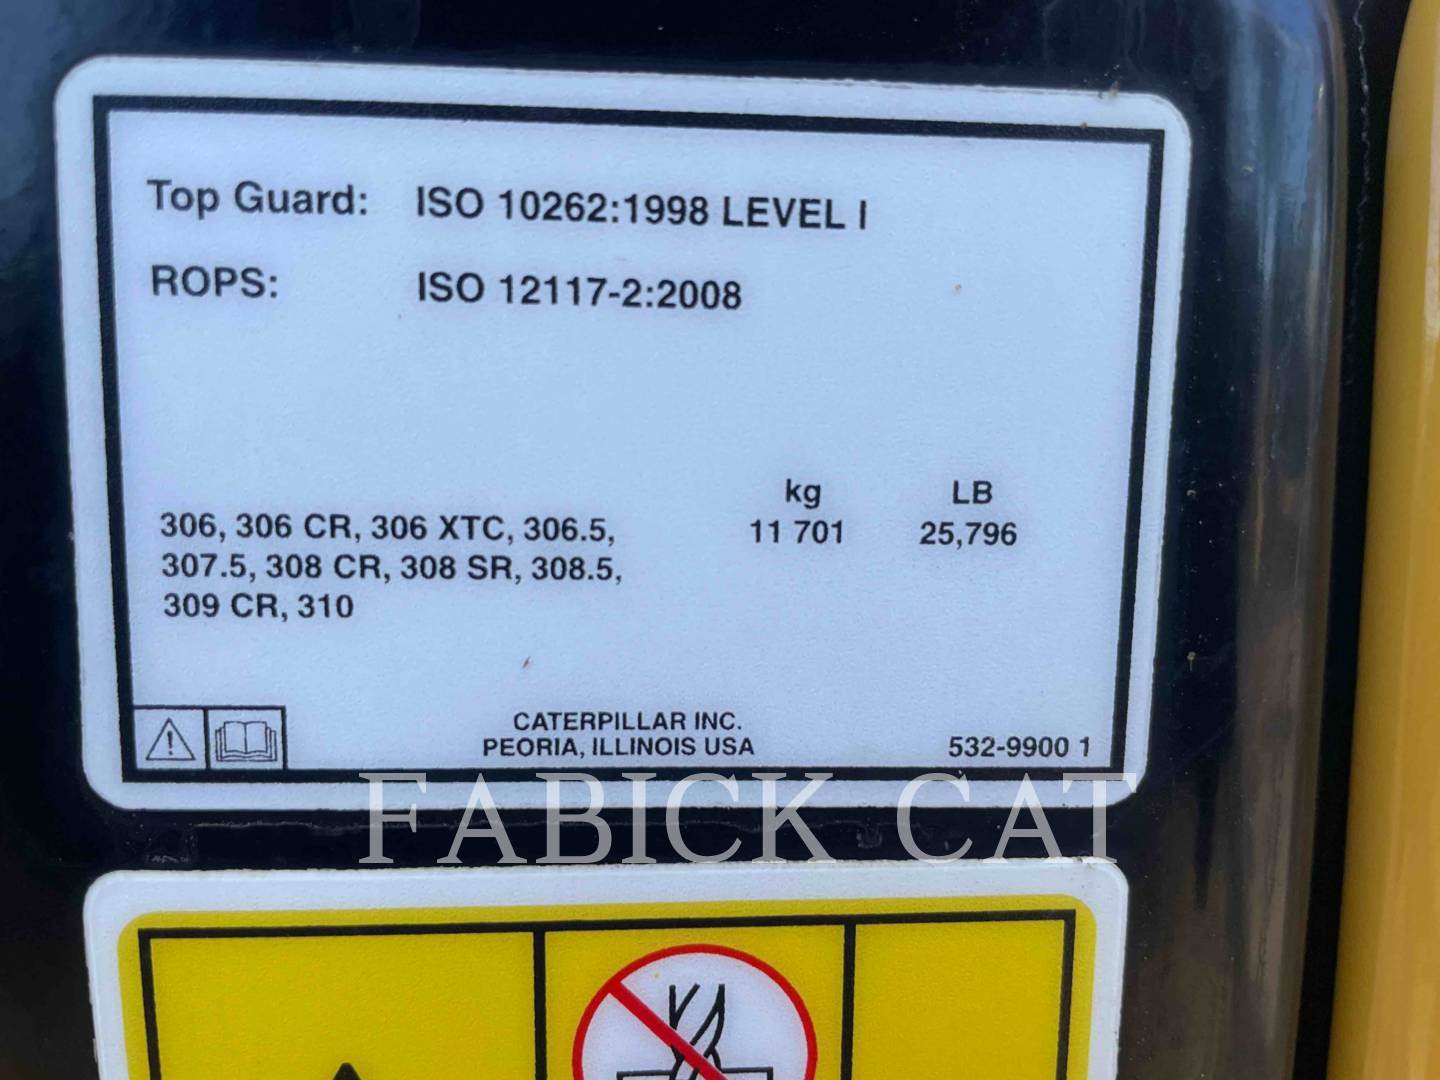 Top Guard: ISO 10262:1998 LEVEL I
ROPS: ISO 12117-2:2008
kg LB
306, 306 CR, 306 XTC, 306.5, 11 701 25,796
307.5, 308 CR, 308 SR, 308.5,
309 CR, 310
CATERPILLAR INC.
PEORIA, ILLINOIS USA 532-9900 1
FABICK CAT